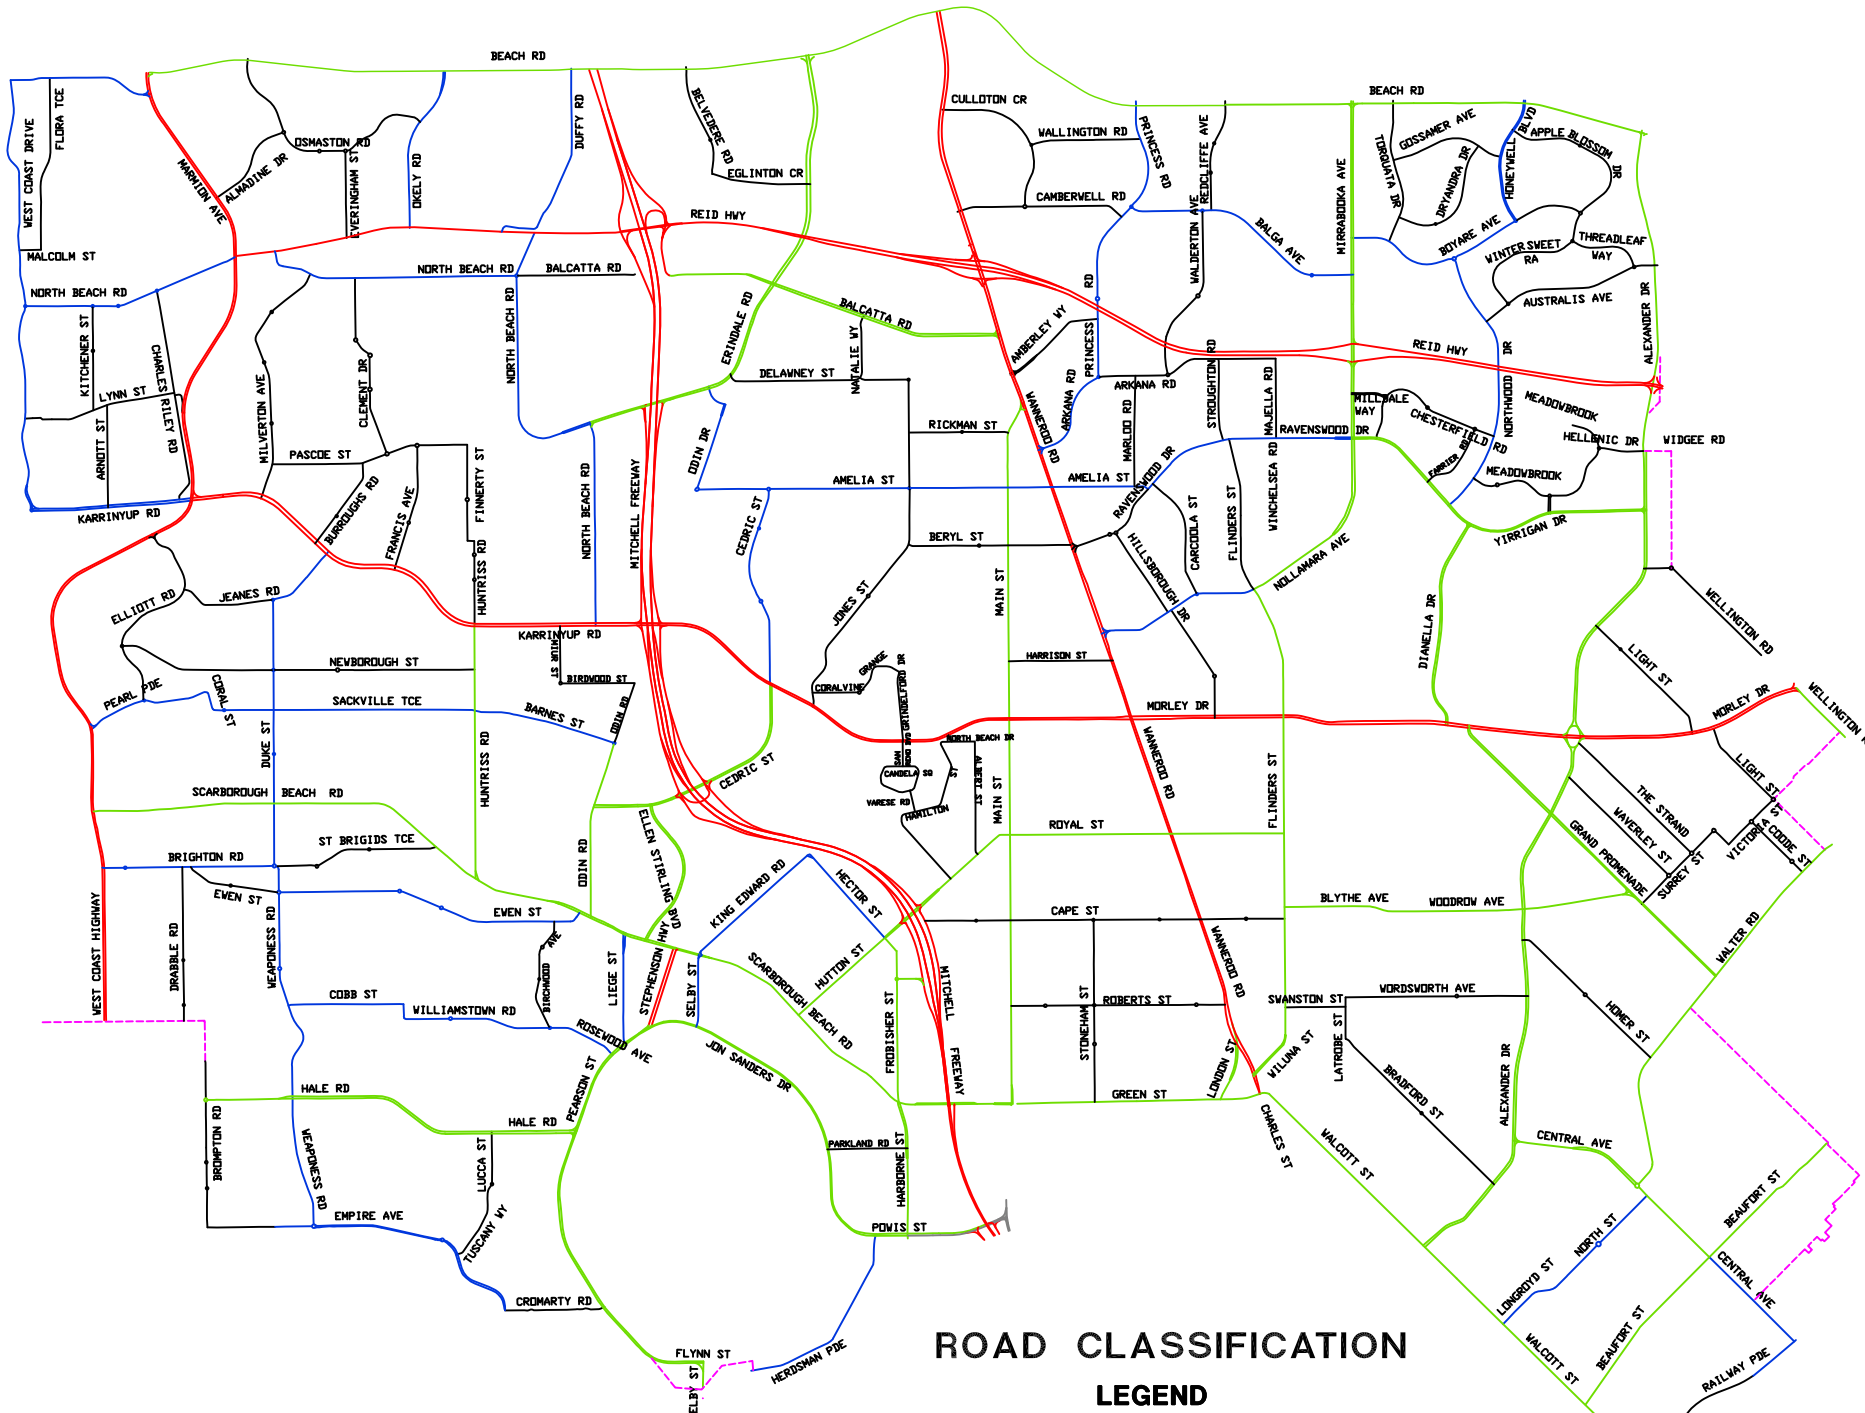 BEACH RD
BEACH RD
FLORA TCE
WEST COAST DRIVE
MALCOLM ST
MARMION AVE
ALMADINE DR
OSMASTON RD
EVERINGHAM ST
OKELY RD
DUFFY RD
BELVEDERE RD
EGLINTON CR
REID HWY
CULLOTON CR
WALLINGTON RD
CAMBERWELL RD
PRINCESS RD
REDCLIFFE AVE
WALDERTON AVE
BALGA AVE
MIRRABOOKA AVE
TORQUATA DR
GOSSAMER AVE
DRYANDRA DR
HONEYWELL BLVD
APPLE BLOSSOM DR
BOYARE AVE
WINTERSWEET RA
THREADLEAF WAY
AUSTRALIS AVE
ALEXANDER DR
NORTH BEACH RD
NORTH BEACH RD
BALCATTA RD
BALCATTA RD
NORTH BEACH RD
KITCHENER ST
LYNN ST
ARNOTT ST
CHARLES RILEY RD
MILVERTON AVE
CLEMENT DR
PASCOE ST
BURROUGHS RD
FRANCIS AVE
FINNERTY ST
HUNTRISS RD
KARRINYUP RD
ERINDALE RD
DELAWNEY ST
NATALIE WY
AMBERLEY WY
PRINCESS RD
ARKANA RD
ARKANA RD
WANNEROO RD
STROUGHTON RD
MAJELLA RD
MARLOO RD
REID HWY
NORTHWOOD DR
MILLDALE WAY
CHESTERFIELD RD
FARRIER RD
MEADOWBROOK
MEADOWBROOK
HELLENIC DR
WIDGEE RD
RAVENSWOOD DR
RAVENSWOOD DR
WINCHELSEA RD
RICKMAN ST
AMELIA ST
AMELIA ST
ODIN DR
CEDRIC ST
NORTH BEACH RD
MITCHELL FREEWAY
BERYL ST
JONES ST
MAIN ST
HILLSBOROUGH DR
CARCOOLA ST
FLINDERS ST
NOLLAMARA AVE
YIRRIGAN DR
DIANELLA DR
WELLINGTON RD
LIGHT ST
ELLIOTT RD
JEANES RD
NEWBOROUGH ST
PEARL PDE
CORAL ST
SACKVILLE TCE
DUKE ST
BARNES ST
KARRINYUP RD
MIUR ST
BIRDWOOD ST
ODIN RD
HUNTRISS RD
CORALVINE
GRANGE
GRINDELFORD DR
CANDELA SQ
VARESE RD
HAMILTON ST
NORTH BEACH DR
ALBERT ST
HARRISON ST
MORLEY DR
WANNEROO RD
MORLEY DR
LIGHT ST
THE STRAND
WAVERLEY ST
GRAND PROMENADE
SURREY ST
VICTORIA ST
COODE ST
SCARBOROUGH BEACH RD
ST BRIGIDS TCE
BRIGHTON RD
EWEN ST
EWEN ST
ODIN RD
ELLEN STIRLING BVD
CEDRIC ST
KING EDWARD RD
HECTOR ST
MAIN ST
ROYAL ST
FLINDERS ST
CAPE ST
BLYTHE AVE
WOODROW AVE
WALTER RD
WEST COAST HIGHWAY
DRABBLE RD
WEAPONESS RD
COBB ST
WILLIAMSTOWN RD
BIRCHWOOD AVE
LIEGE ST
STEPHENSON HWY
SELBY ST
SCARBOROUGH BEACH RD
HUTTON ST
FROBISHER ST
MITCHELL FREEWAY
ROBERTS ST
STONEHAM ST
WANNEROO RD
SWANSTON ST
WORDSWORTH AVE
HOMER ST
LATROBE ST
BRADFORD ST
WILUNA ST
LONDON ST
ALEXANDER DR
ROSEWOOD AVE
PEARSON ST
JON SANDERS DR
HALE RD
HALE RD
BROMPTON RD
WEAPONESS RD
LUCCA ST
TUSCANY WY
EMPIRE AVE
CROMARTY RD
PARKLAND RD ST
HARBORNE ST
POWIS ST
GREEN ST
CHARLES ST
WALCOTT ST
CENTRAL AVE
BEAUFORT ST
NORTH ST
LONGROYD ST
CENTRAL AVE
BEAUFORT ST
WALCOTT ST
RAILWAY PDE
FLYNN ST
HERDSMAN PDE
ROAD CLASSIFICATION
LEGEND